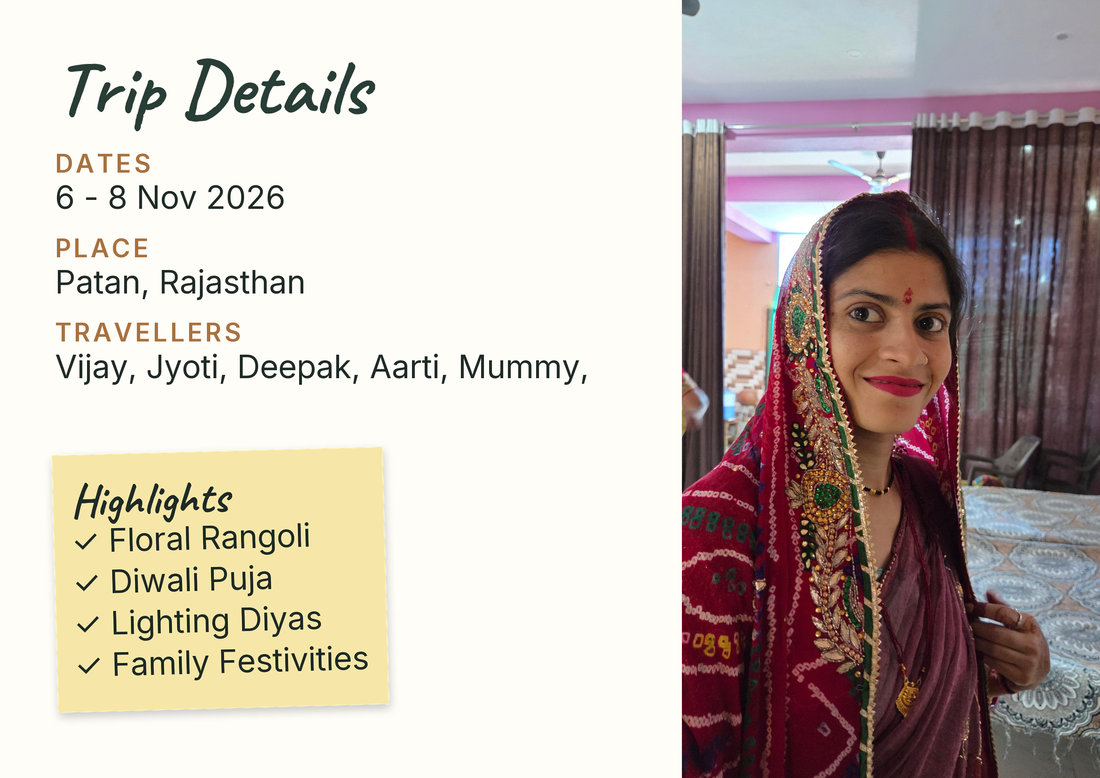 Trip Details
DATES
6 - 8 Nov 2026
PLACE
Patan, Rajasthan
TRAVELLERS
Vijay, Jyoti, Deepak, Aarti, Mummy,
Highlights
✓ Floral Rangoli
✓ Diwali Puja
✓ Lighting Diyas
✓ Family Festivities